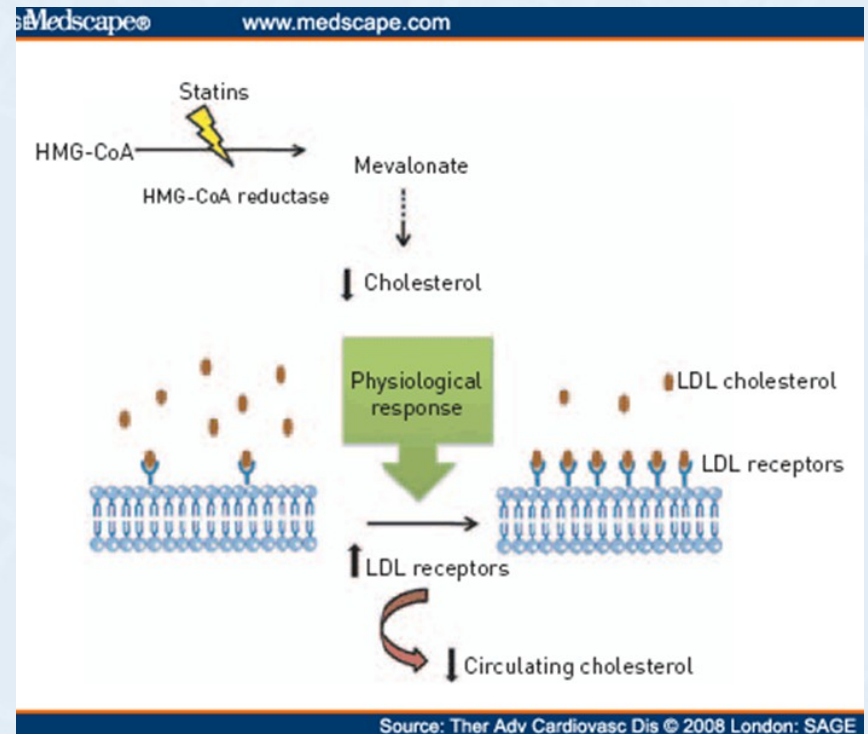 Medscape® www.medscape.com
Statins
HMG-CoA
HMG-CoA reductase
Mevalonate
Cholesterol
Physiological
response
LDL cholesterol
LDL receptors
LDL receptors
Circulating cholesterol
Source: Ther Adv Cardiovasc Dis © 2008 London: SAGE